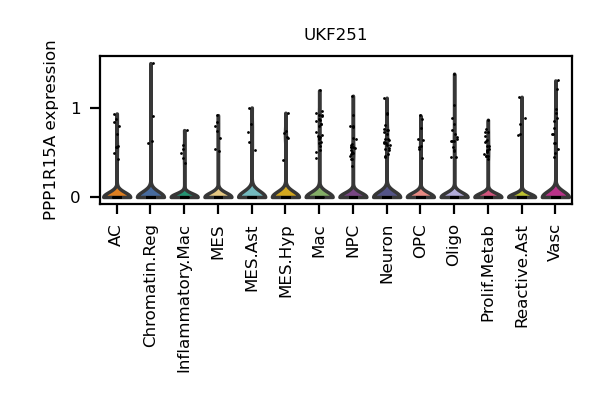 UKF251
PPP1R15A expression
1
0
AC
Chromatin.Reg
Inflammatory.Mac
MES
MES.Ast
MES.Hyp
Mac
NPC
Neuron
OPC
Oligo
Prolif.Metab
Reactive.Ast
Vasc